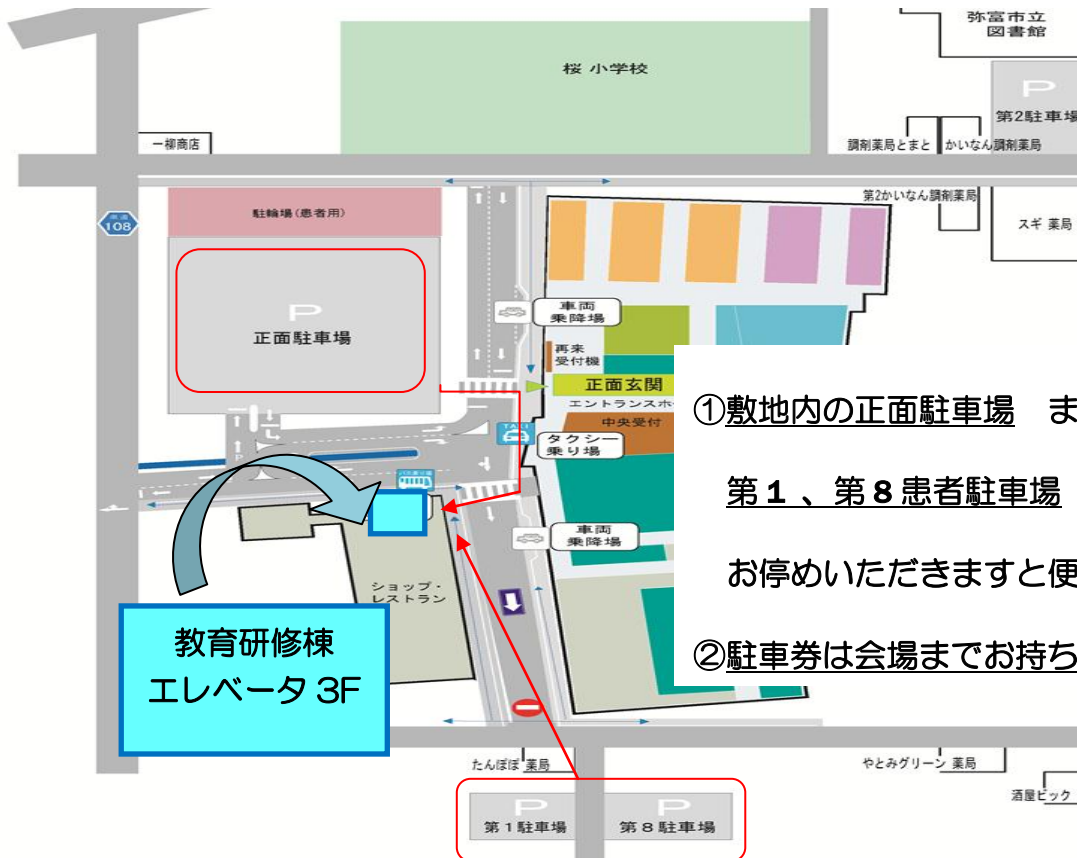 弥富市立
図書館
桜 小学校
P
第2駐車場
一柳商店
調剤薬局とまと
かいなん調剤薬局
第2かいなん調剤薬局
スギ 薬局
駐輪場(患者用)
県道
108
P
正面駐車場
車両
乗降場
再来
受付機
正面玄関
エントランスホ
中央受付
TAXI
タクシー
乗り場
①敷地内の正面駐車場 ま
第1、第8患者駐車場
お停めいただきますと便
②駐車券は会場までお持ち
車両
乗降場
ショップ・
レストラン
教育研修棟
エレベータ3F
たんぽぽ 薬局
やとみグリーン 薬局
酒屋ビック
P
第1駐車場
P
第8駐車場